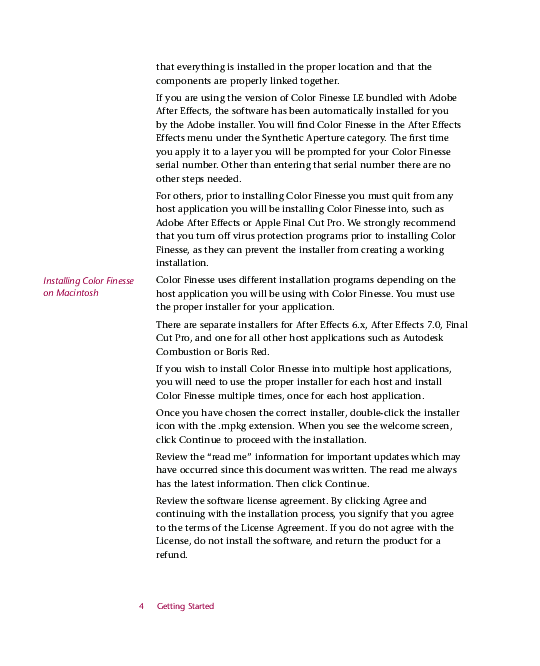 that everything is installed in the proper location and that the
components are properly linked together.
If you are using the version of Color Finesse LE bundled with Adobe
After Effects, the software has been automatically installed for you
by the Adobe installer. You will find Color Finesse in the After Effects
Effects menu under the Synthetic Aperture category. The first time
you apply it to a layer you will be prompted for your Color Finesse
serial number. Other than entering that serial number there are no
other steps needed.
For others, prior to installing Color Finesse you must quit from any
host application you will be installing Color Finesse into, such as
Adobe After Effects or Apple Final Cut Pro. We strongly recommend
that you turn off virus protection programs prior to installing Color
Finesse, as they can prevent the installer from creating a working
installation.
Installing Color Finesse
on Macintosh
Color Finesse uses different installation programs depending on the
host application you will be using with Color Finesse. You must use
the proper installer for your application.
There are separate installers for After Effects 6.x, After Effects 7.0, Final
Cut Pro, and one for all other host applications such as Autodesk
Combustion or Boris Red.
If you wish to install Color Finesse into multiple host applications,
you will need to use the proper installer for each host and install
Color Finesse multiple times, once for each host application.
Once you have chosen the correct installer, double-click the installer
icon with the .mpkg extension. When you see the welcome screen,
click Continue to proceed with the installation.
Review the “read me” information for important updates which may
have occurred since this document was written. The read me always
has the latest information. Then click Continue.
Review the software license agreement. By clicking Agree and
continuing with the installation process, you signify that you agree
to the terms of the License Agreement. If you do not agree with the
License, do not install the software, and return the product for a
refund.
4 Getting Started